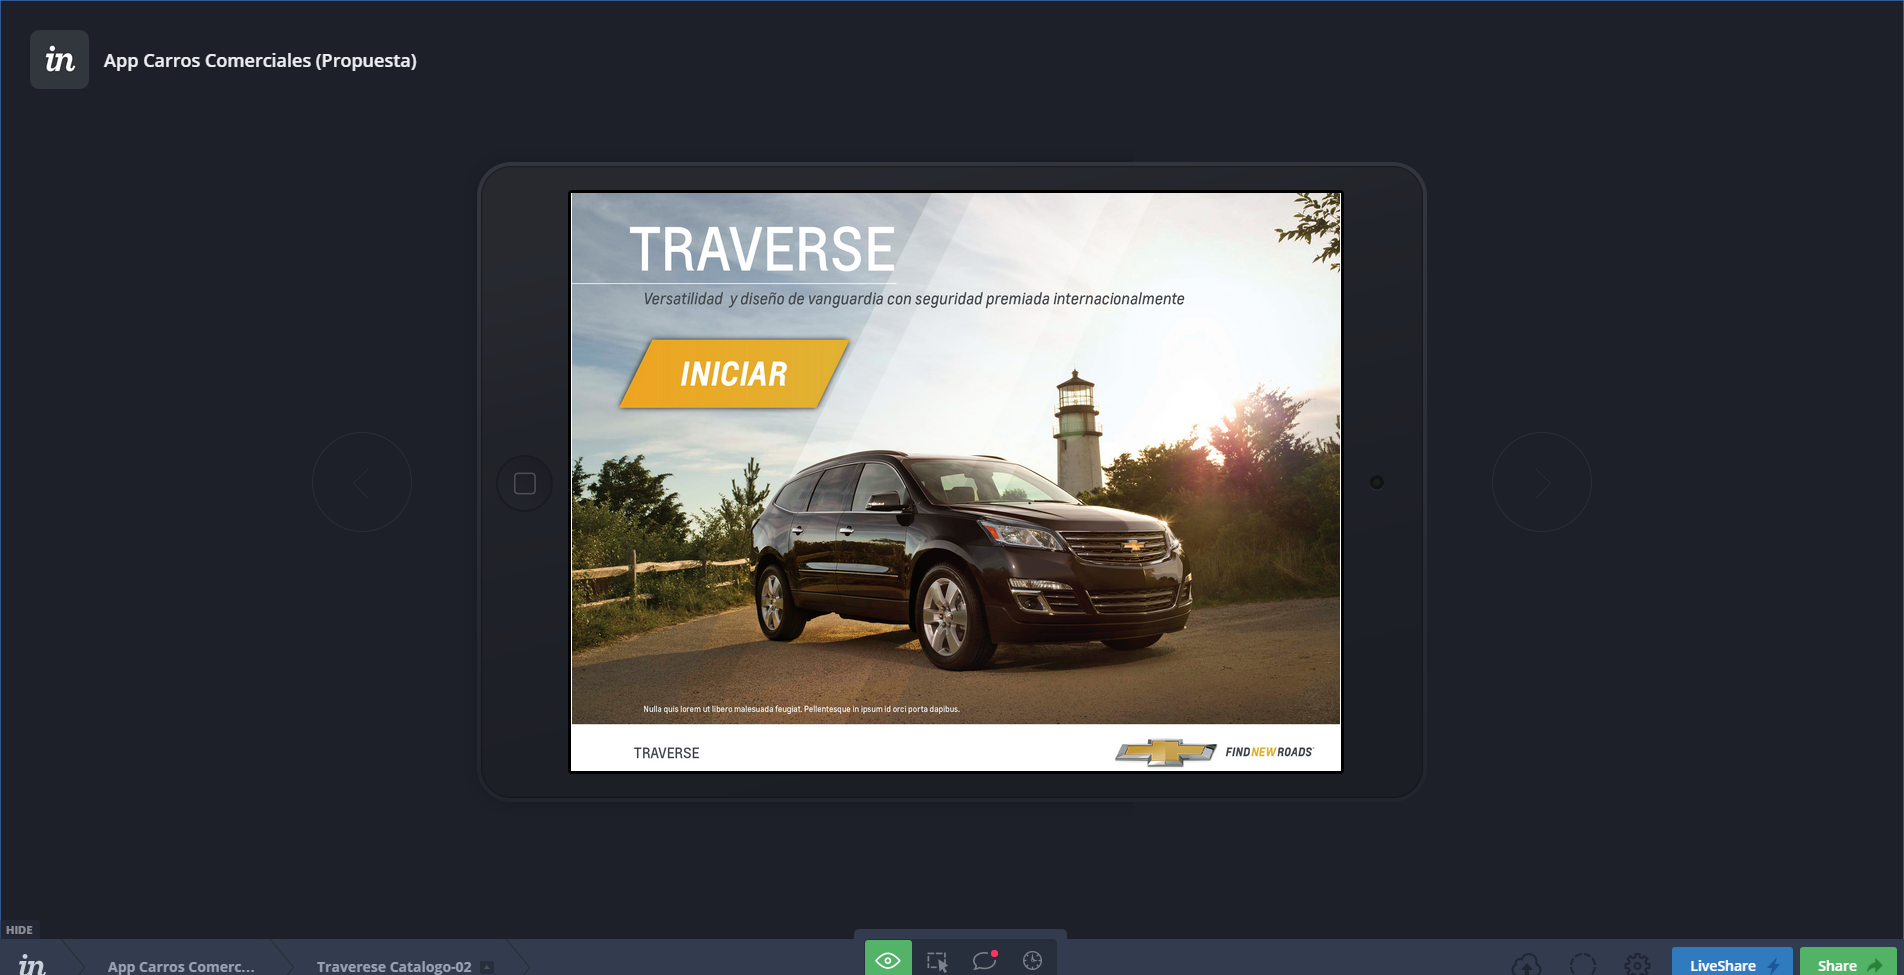 in
App Carros Comerciales (Propuesta)
TRAVERSE
Versatilidad y diseño de vanguardia con seguridad premiada internacionalmente
INICIAR
Nulla quis lorem ut libero malesuada feugiat. Pellentesque in ipsum id orci porta dapibus.
TRAVERSE
FIND NEW ROADS
HIDE
in
App Carros Comerc...
Traverese Catalogo-02
LiveShare
Share